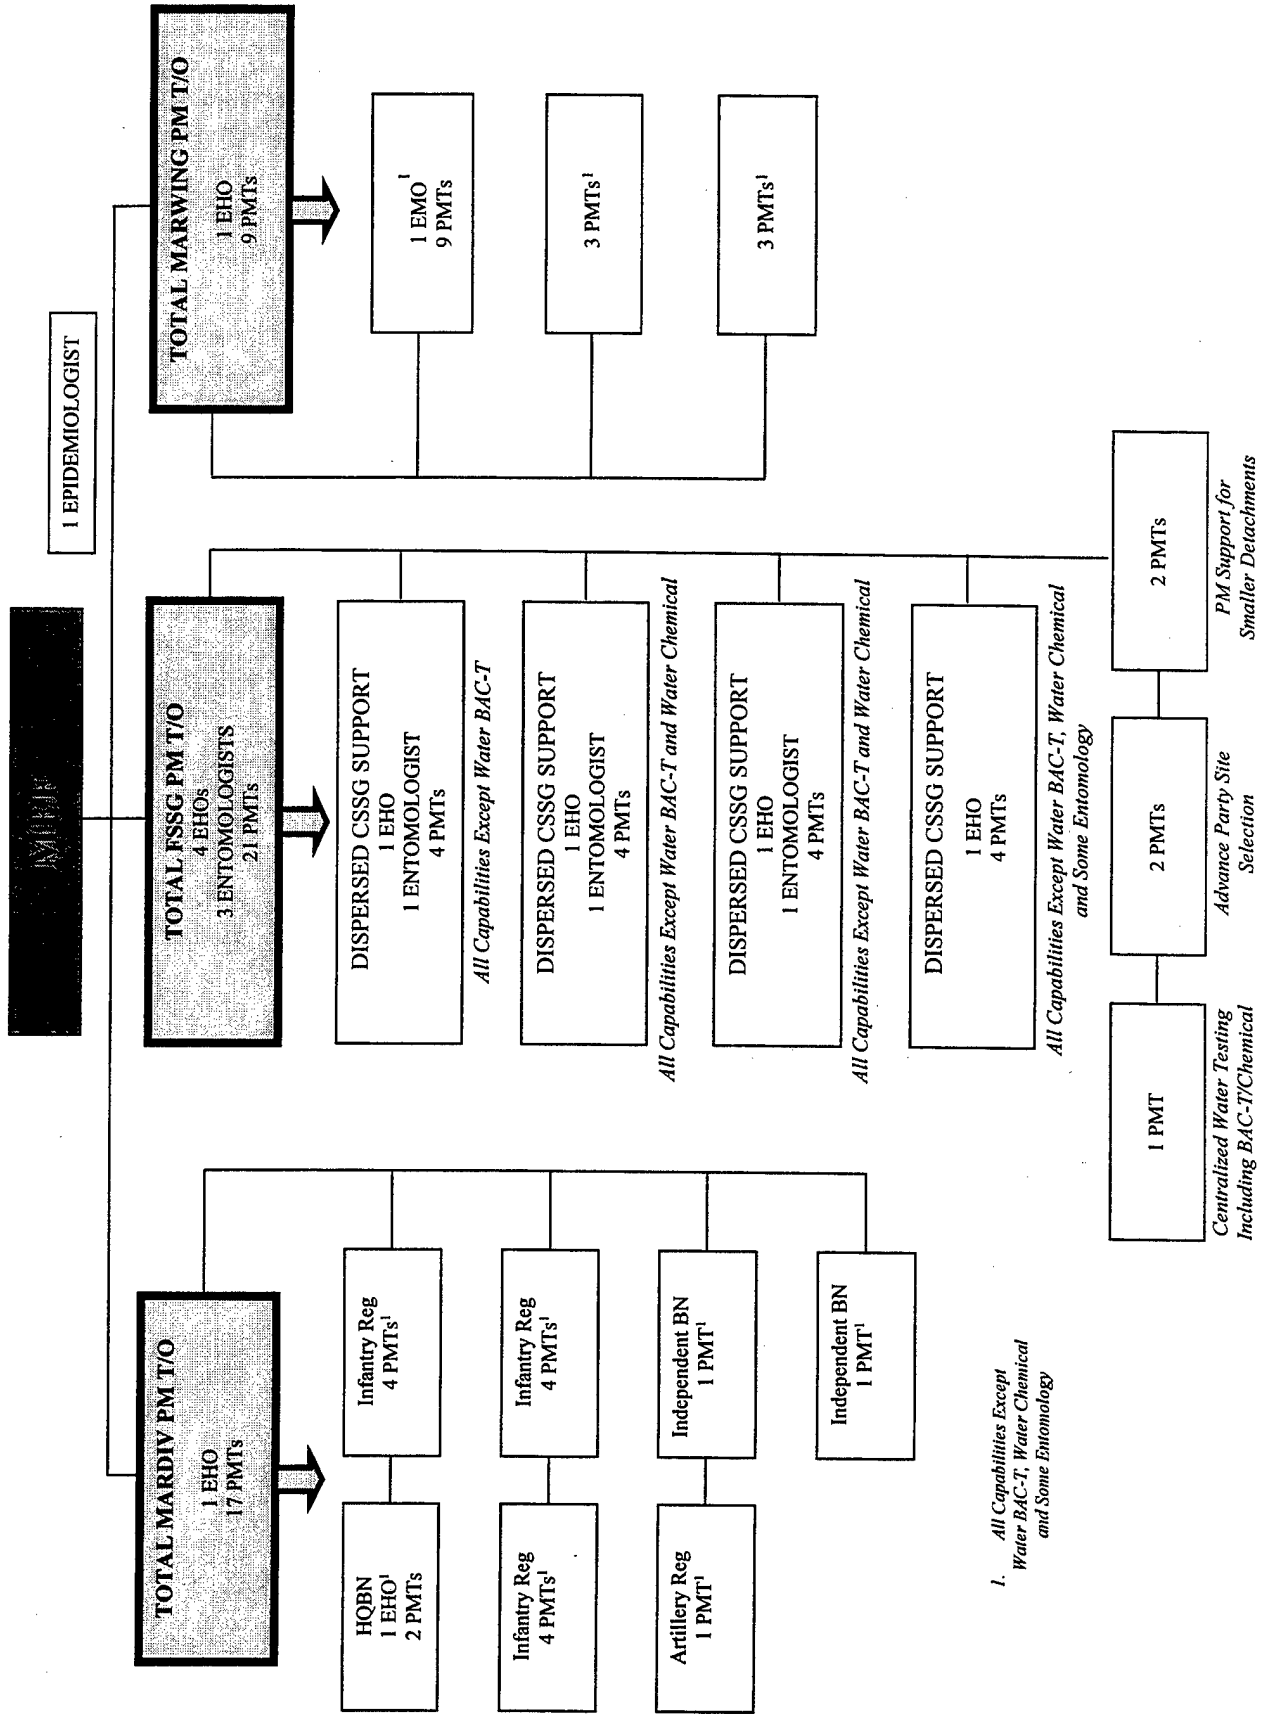 MEF
1 EPIDEMIOLOGIST
TOTAL MARDIV PM T/O
1 EHO
17 PMTs
HQBN
1 EHO¹
2 PMTs
Infantry Reg
4 PMTs¹
Infantry Reg
4 PMTs¹
Infantry Reg
4 PMTs¹
Artillery Reg
1 PMT¹
Independent BN
1 PMT¹
Independent BN
1 PMT¹
1. All Capabilities Except
Water BAC-T, Water Chemical
and Some Entomology
TOTAL FSSG PM T/O
4 EHOs
3 ENTOMOLOGISTS
21 PMTs
DISPERSED CSSG SUPPORT
1 EHO
1 ENTOMOLOGIST
4 PMTs
All Capabilities Except Water BAC-T
DISPERSED CSSG SUPPORT
1 EHO
1 ENTOMOLOGIST
4 PMTs
All Capabilities Except Water BAC-T and Water Chemical
DISPERSED CSSG SUPPORT
1 EHO
1 ENTOMOLOGIST
4 PMTs
All Capabilities Except Water BAC-T and Water Chemical
DISPERSED CSSG SUPPORT
1 EHO
4 PMTs
All Capabilities Except Water BAC-T, Water Chemical
and Some Entomology
1 PMT
Centralized Water Testing
Including BAC-T/Chemical
2 PMTs
Advance Party Site
Selection
2 PMTs
PM Support for
Smaller Detachments
TOTAL MARWING PM T/O
1 EHO
9 PMTs
1 EMO¹
9 PMTs
3 PMTs¹
3 PMTs¹